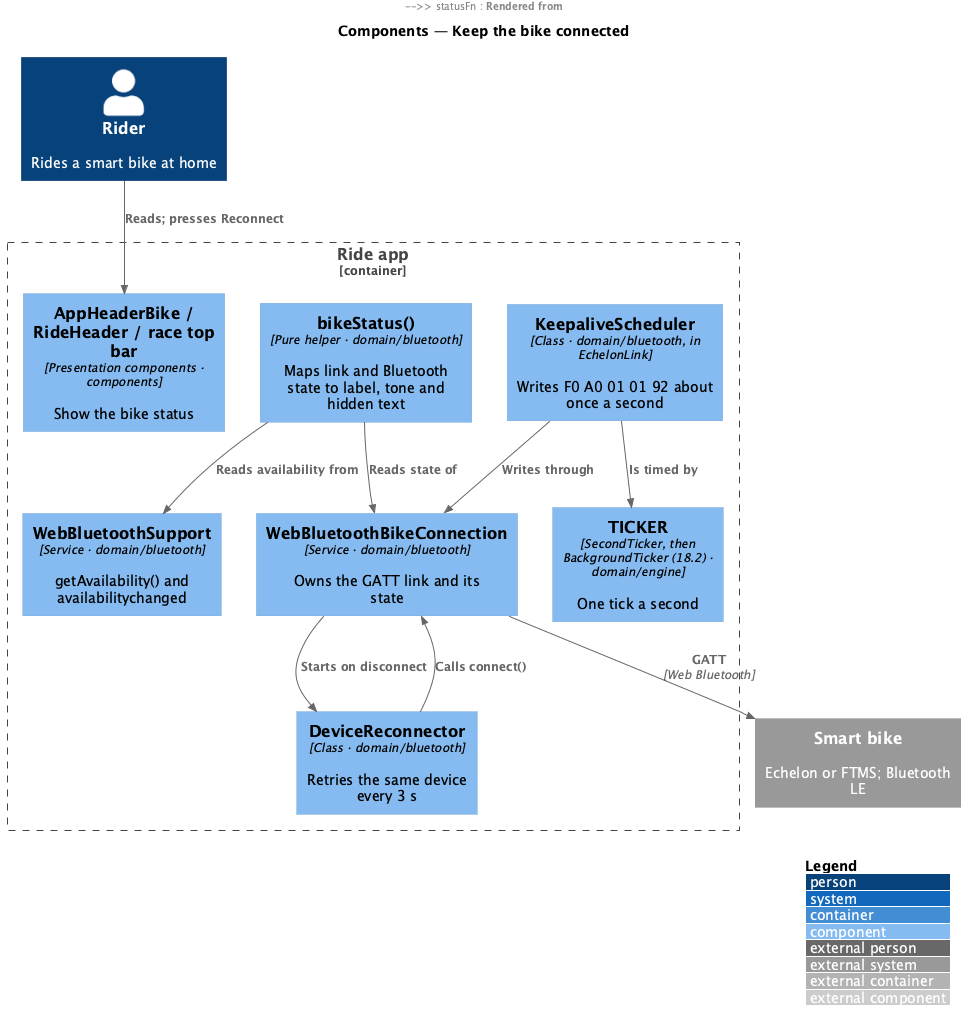 -->> statusFn : Rendered from
Components — Keep the bike connected
Rider
Rides a smart bike at home
Reads; presses Reconnect
Ride app
[container]
AppHeaderBike /
RideHeader / race top
bar
[Presentation components ·
components]
Show the bike status
bikeStatus()
[Pure helper · domain/bluetooth]
Maps link and Bluetooth
state to label, tone and
hidden text
KeepaliveScheduler
[Class · domain/bluetooth, in
EchelonLink]
Writes F0 A0 01 01 92 about
once a second
Reads availability from
Reads state of
Writes through
Is timed by
WebBluetoothSupport
[Service · domain/bluetooth]
getAvailability() and
availabilitychanged
WebBluetoothBikeConnection
[Service · domain/bluetooth]
Owns the GATT link and its
state
TICKER
[SecondTicker, then
BackgroundTicker (18.2) ·
domain/engine]
One tick a second
Starts on disconnect
Calls connect()
GATT
[Web Bluetooth]
DeviceReconnector
[Class · domain/bluetooth]
Retries the same device
every 3 s
Smart bike
Echelon or FTMS; Bluetooth
LE
Legend
person
system
container
component
external person
external system
external container
external component